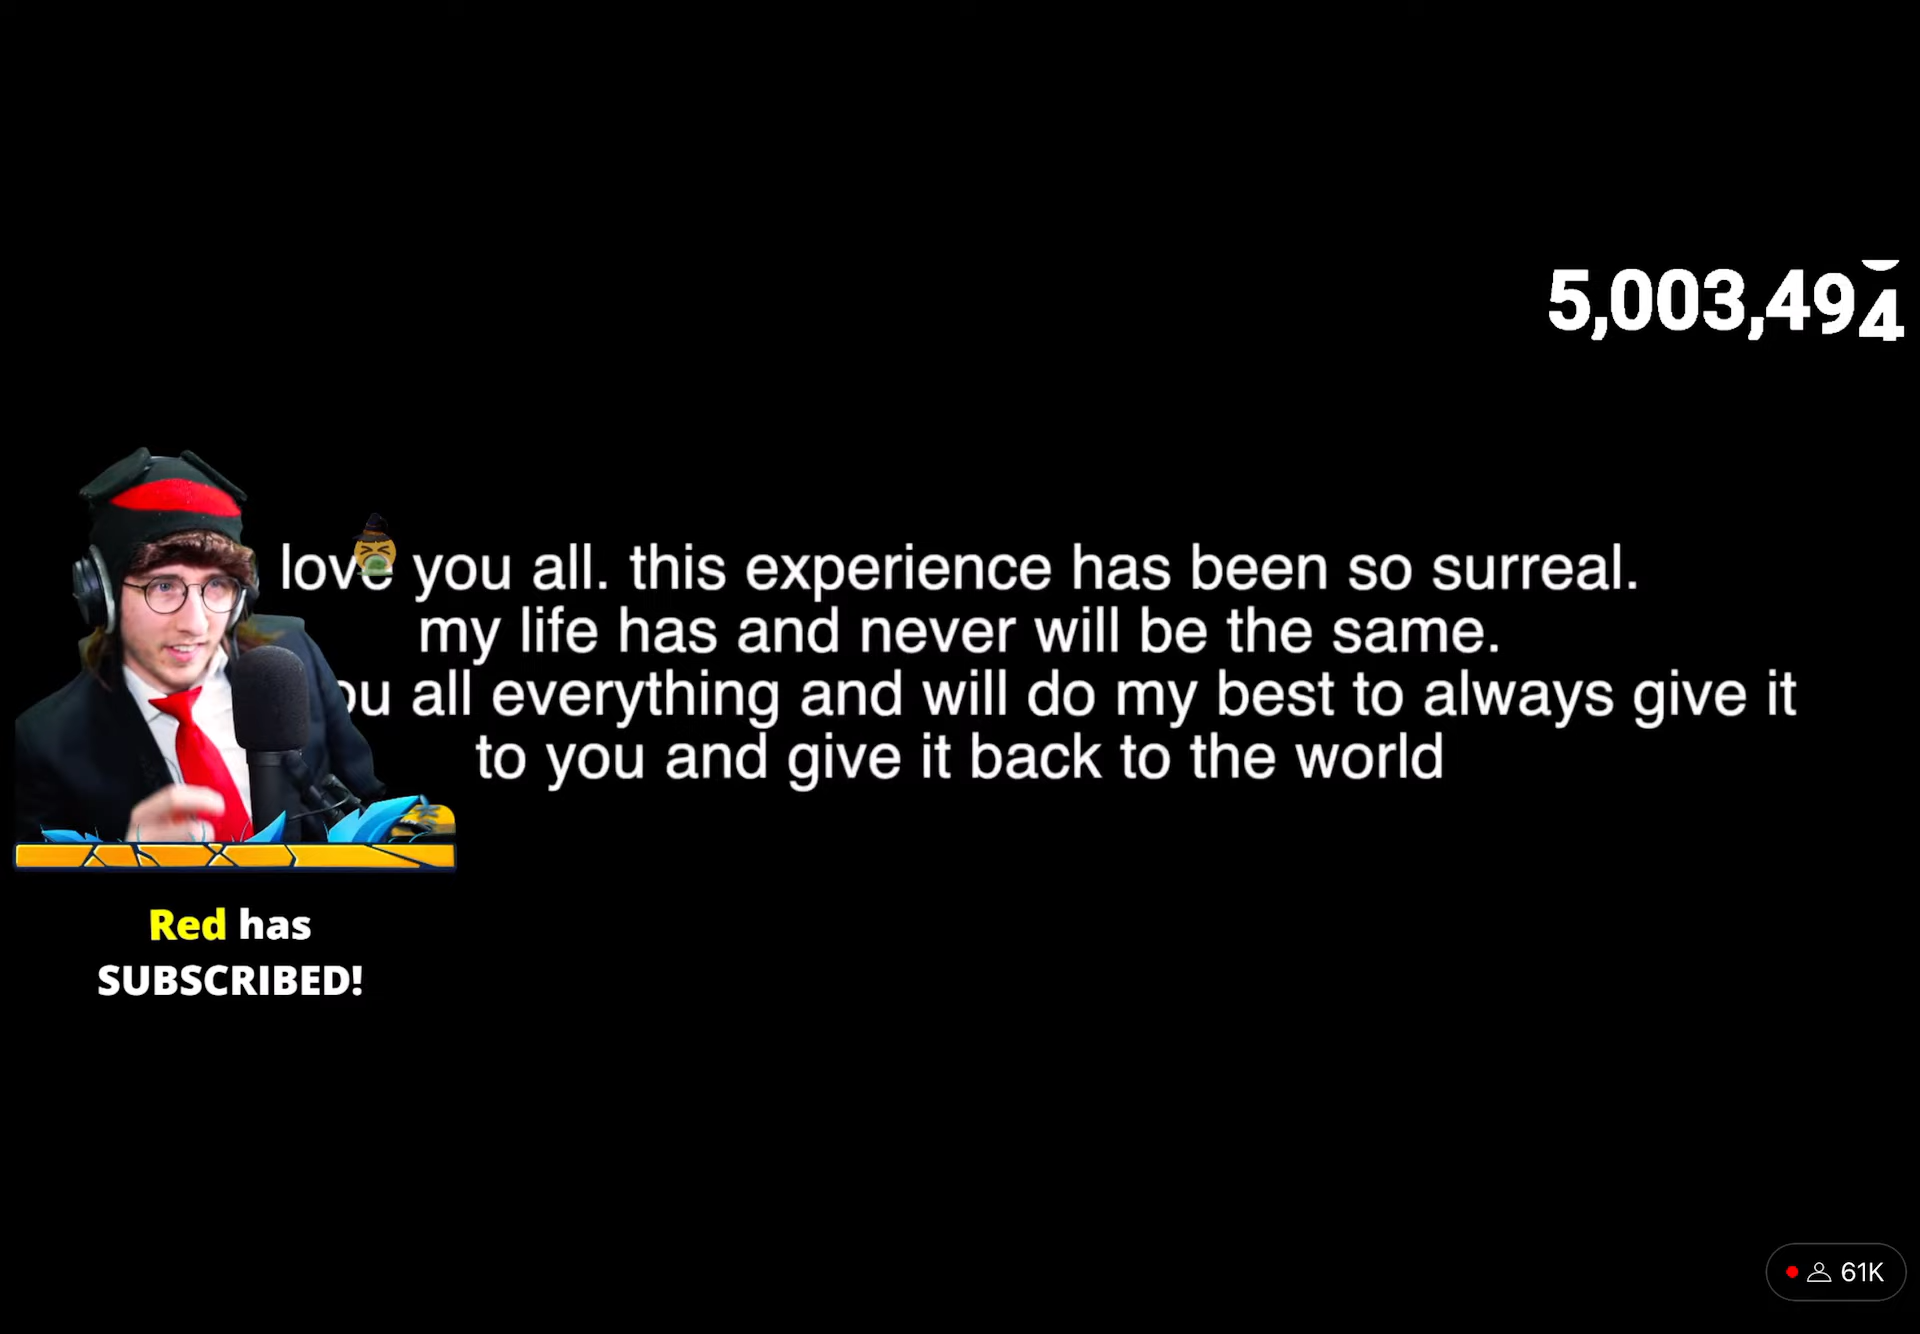 5,003,494
love you all. this experience has been so surreal.
my life has and never will be the same.
all everything and will do my best to always give it
to you and give it back to the world
Red has
SUBSCRIBED!
61K